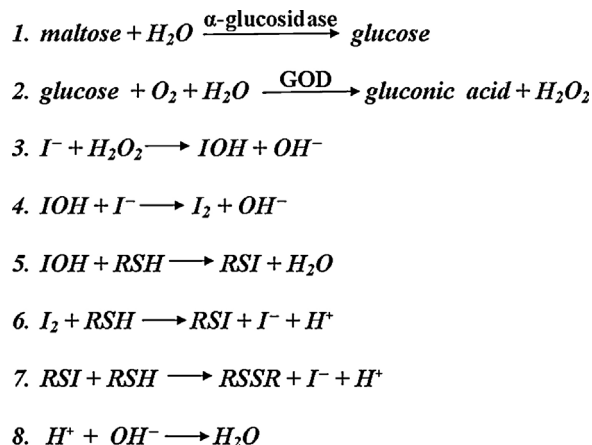 1. maltose + H₂O α-glucosidase ⟶ glucose
2. glucose + O₂ + H₂O GOD ⟶ gluconic acid + H₂O₂
3. I⁻ + H₂O₂ ⟶ IOH + OH⁻
4. IOH + I⁻ ⟶ I₂ + OH⁻
5. IOH + RSH ⟶ RSI + H₂O
6. I₂ + RSH ⟶ RSI + I⁻ + H⁺
7. RSI + RSH ⟶ RSSR + I⁻ + H⁺
8. H⁺ + OH⁻ ⟶ H₂O